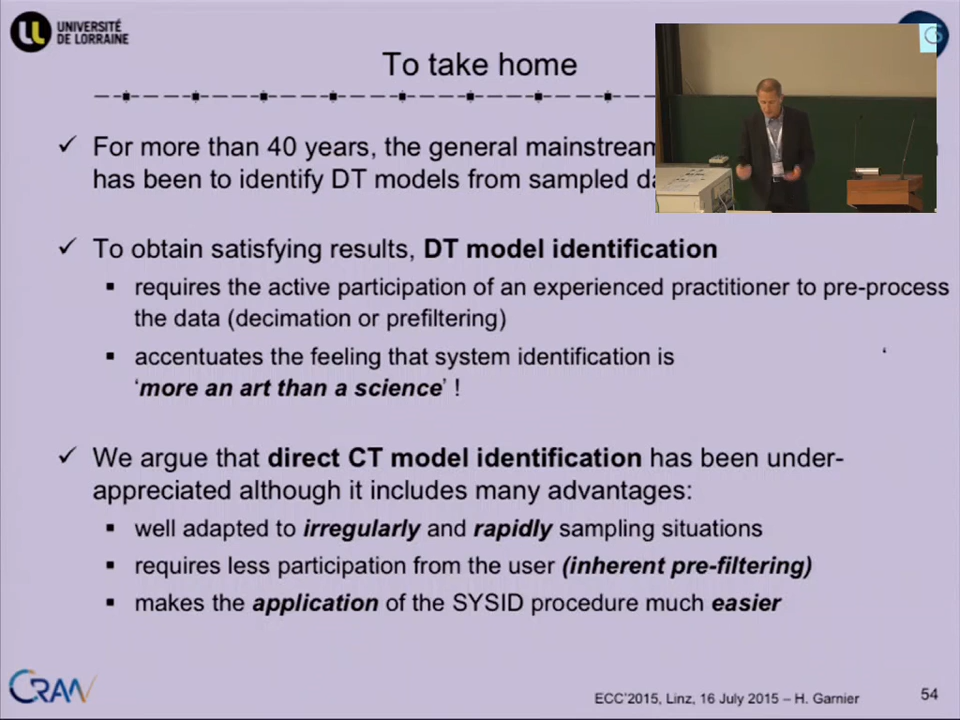 UNIVERSITÉ
DE LORRAINE
To take home
✓ For more than 40 years, the general mainstream
has been to identify DT models from sampled
✓ To obtain satisfying results, DT model identification
▪ requires the active participation of an experienced practitioner to pre-process
the data (decimation or prefiltering)
▪ accentuates the feeling that system identification is
‘more an art than a science’ !
✓ We argue that direct CT model identification has been under-
appreciated although it includes many advantages:
▪ well adapted to irregularly and rapidly sampling situations
▪ requires less participation from the user (inherent pre-filtering)
▪ makes the application of the SYSID procedure much easier
CRAN
ECC’2015, Linz, 16 July 2015 – H. Garnier
54